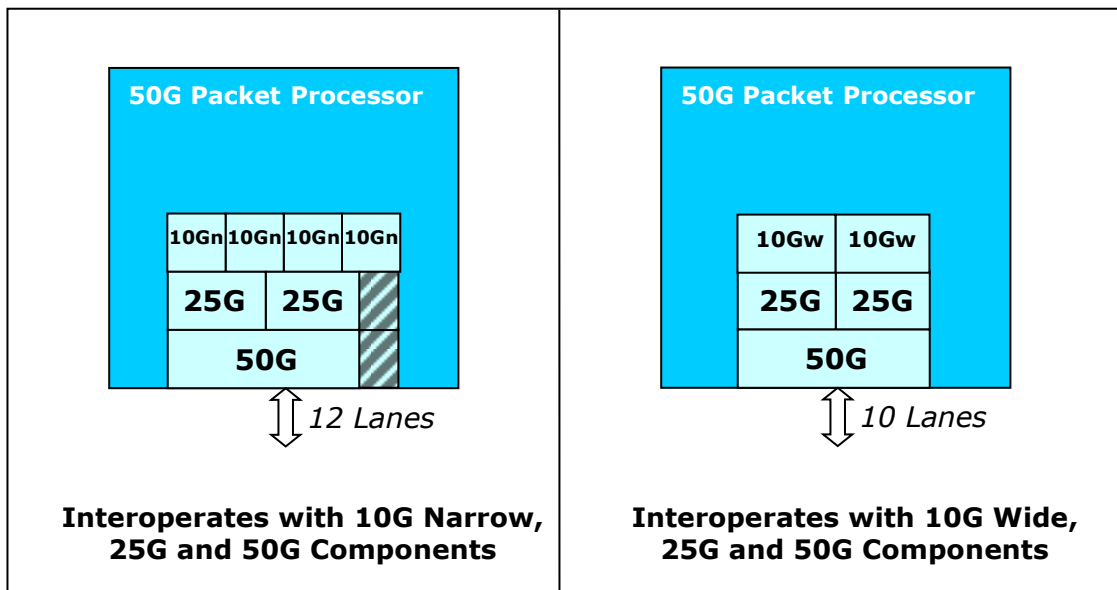 50G Packet Processor
10Gn 10Gn 10Gn 10Gn
25G 25G
50G
12 Lanes
Interoperates with 10G Narrow,
25G and 50G Components
50G Packet Processor
10Gw 10Gw
25G 25G
50G
10 Lanes
Interoperates with 10G Wide,
25G and 50G Components